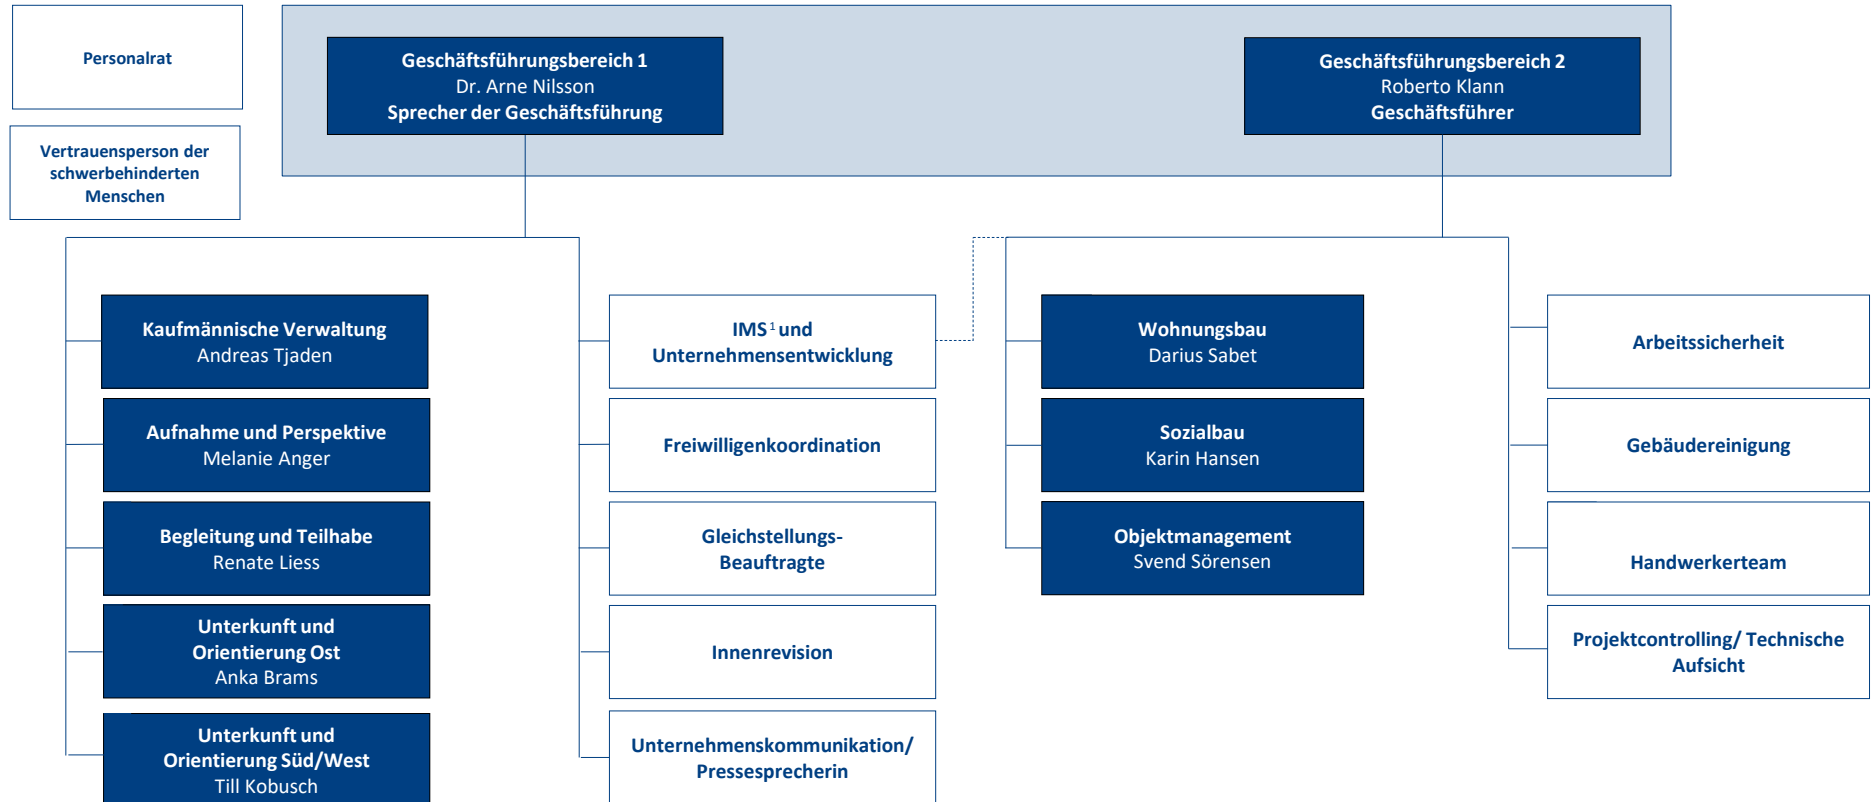 Personalrat
Vertrauensperson der
schwerbehinderten
Menschen
Geschäftsführungsbereich 1
Dr. Arne Nilsson
Sprecher der Geschäftsführung
Geschäftsführungsbereich 2
Roberto Klann
Geschäftsführer
Kaufmännische Verwaltung
Andreas Tjaden
Aufnahme und Perspektive
Melanie Anger
Begleitung und Teilhabe
Renate Liess
Unterkunft und
Orientierung Ost
Anka Brams
Unterkunft und
Orientierung Süd/West
Till Kobusch
IMS¹ und
Unternehmensentwicklung
Freiwilligenkoordination
Gleichstellungs-
Beauftragte
Innenrevision
Unternehmenskommunikation/
Pressesprecherin
Wohnungsbau
Darius Sabet
Sozialbau
Karin Hansen
Objektmanagement
Svend Sörensen
Arbeitssicherheit
Gebäudereinigung
Handwerkerteam
Projektcontrolling/ Technische
Aufsicht